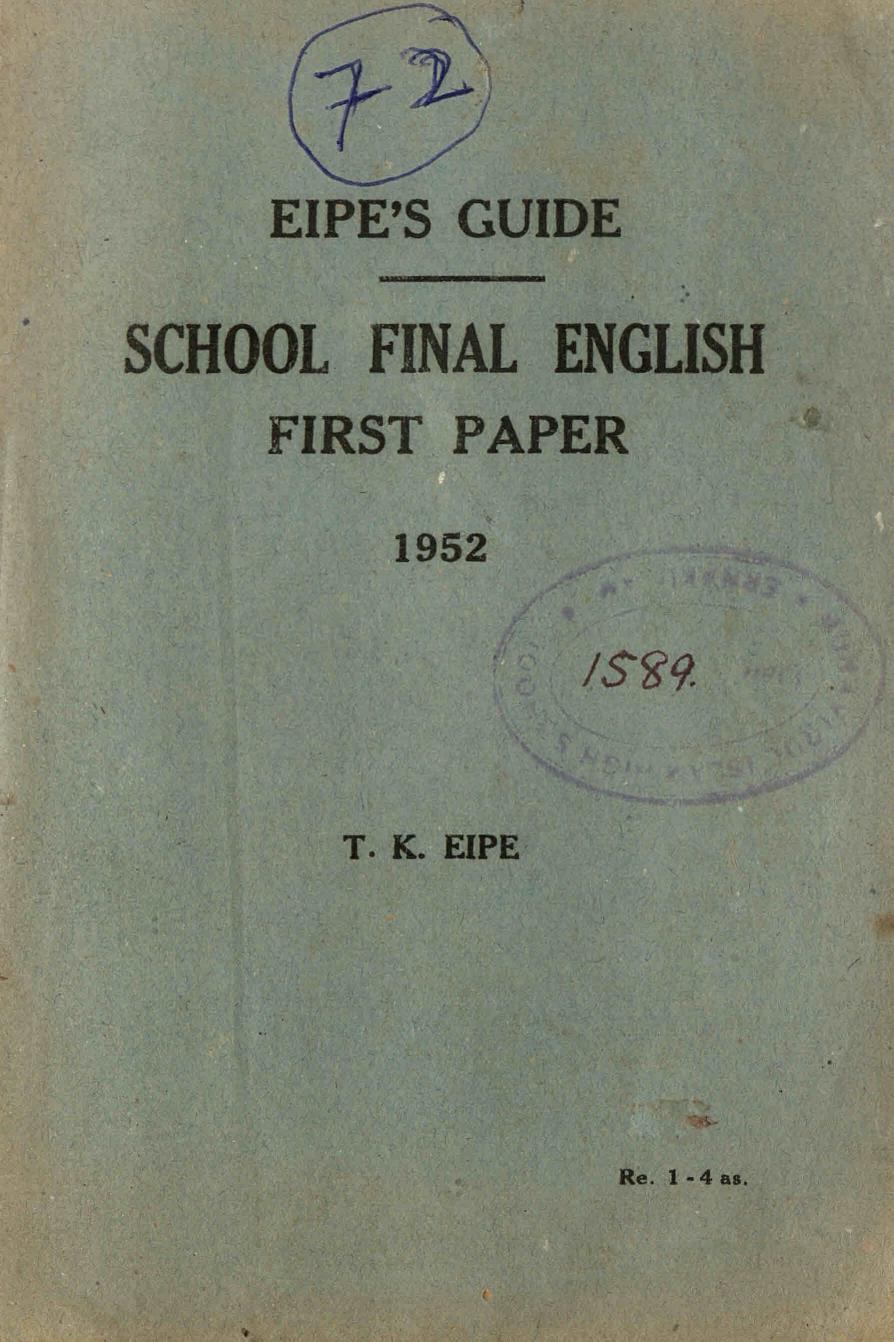 72
EIPE'S GUIDE
SCHOOL FINAL ENGLISH
FIRST PAPER
1952
1589.
T. K. EIPE
Re. 1 - 4 as.